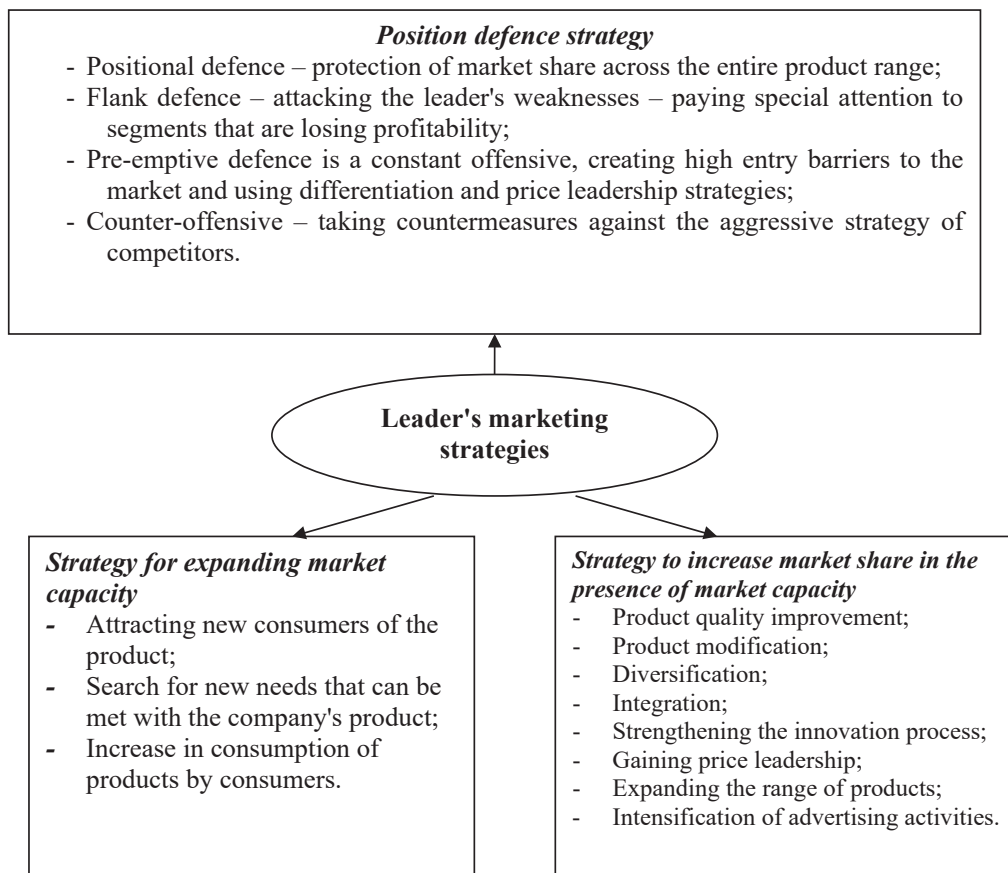 Position defence strategy
- Positional defence – protection of market share across the entire product range;
- Flank defence – attacking the leader's weaknesses – paying special attention to
segments that are losing profitability;
- Pre-emptive defence is a constant offensive, creating high entry barriers to the
market and using differentiation and price leadership strategies;
- Counter-offensive – taking countermeasures against the aggressive strategy of
competitors.
Leader's marketing
strategies
Strategy for expanding market
capacity
- Attracting new consumers of the
product;
- Search for new needs that can be
met with the company's product;
- Increase in consumption of
products by consumers.
Strategy to increase market share in the
presence of market capacity
- Product quality improvement;
- Product modification;
- Diversification;
- Integration;
- Strengthening the innovation process;
- Gaining price leadership;
- Expanding the range of products;
- Intensification of advertising activities.